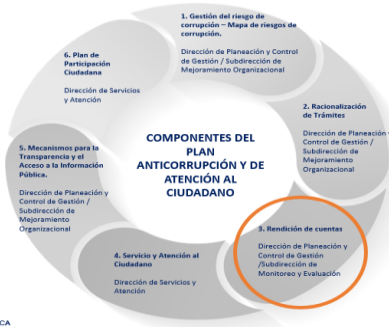 1. Gestión del riesgo de
corrupción – Mapa de riesgos de
corrupción.
Dirección de Planeación y Control
de Gestión / Subdirección de
Mejoramiento Organizacional
2. Racionalización
de Trámites
Dirección de Planeación y
Control de Gestión /
Subdirección de
Mejoramiento
Organizacional
3. Rendición de cuentas
Dirección de Planeación y
Control de Gestión
/Subdirección de
Monitoreo y Evaluación
4. Servicio y Atención al
Ciudadano
Dirección de Servicios y
Atención
5. Mecanismos para la
Transparencia y el
Acceso a la Información
Pública.
Dirección de Planeación y
Control de Gestión /
Subdirección de
Mejoramiento
Organizacional
6. Plan de
Participación
Ciudadana
Dirección de Servicios
y Atención
COMPONENTES DEL
PLAN
ANTICORRUPCIÓN Y DE
ATENCIÓN AL
CIUDADANO
CA